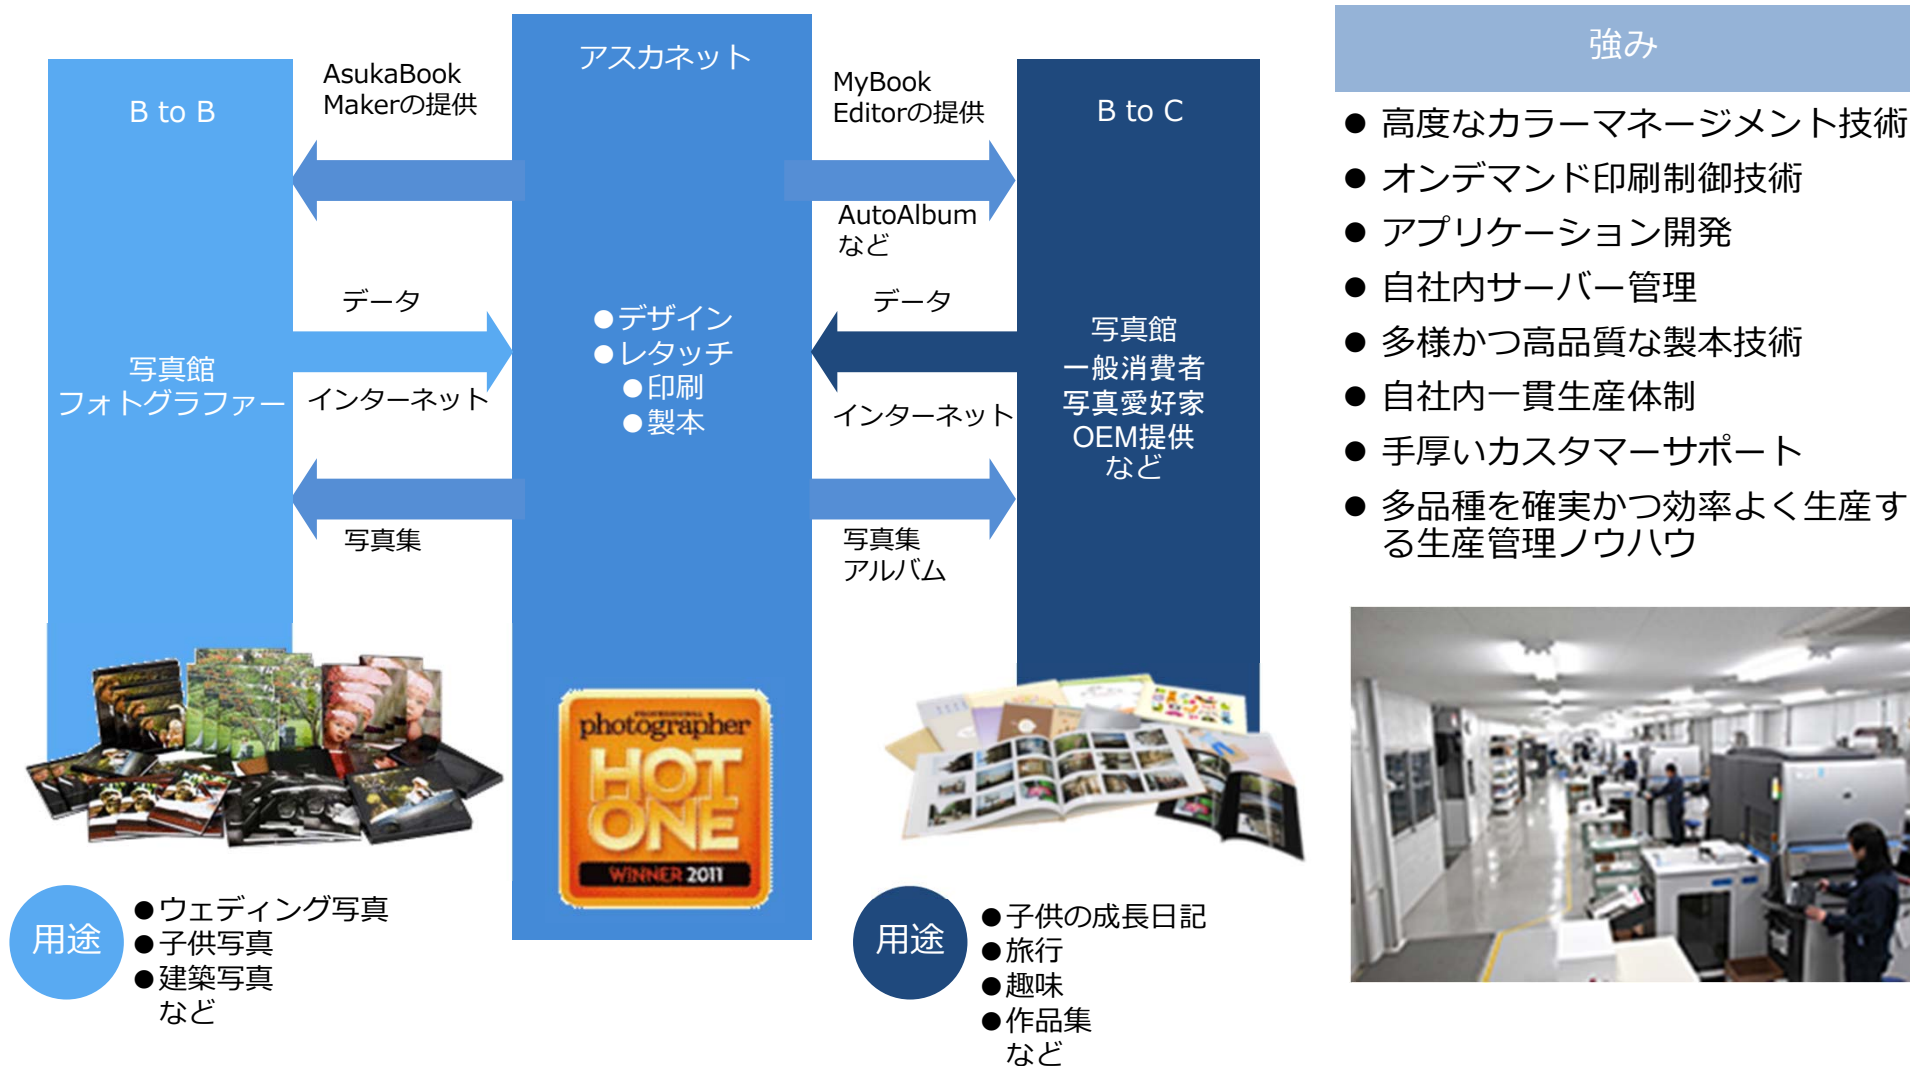 B to B
写真館
フォトグラファー
AsukaBook
Makerの提供
データ
インターネット
写真集
アスカネット
●デザイン
●レタッチ
●印刷
●製本
PROFESSIONAL
photographer
HOT
ONE
WINNER 2011
MyBook
Editorの提供
AutoAlbum
など
データ
インターネット
写真集
アルバム
B to C
写真館
一般消費者
写真愛好家
OEM提供
など
用途
●ウェディング写真
●子供写真
●建築写真
など
用途
●子供の成長日記
●旅行
●趣味
●作品集
など
強み
● 高度なカラーマネージメント技術
● オンデマンド印刷制御技術
● アプリケーション開発
● 自社内サーバー管理
● 多様かつ高品質な製本技術
● 自社内一貫生産体制
● 手厚いカスタマーサポート
● 多品種を確実かつ効率よく生産す
る生産管理ノウハウ